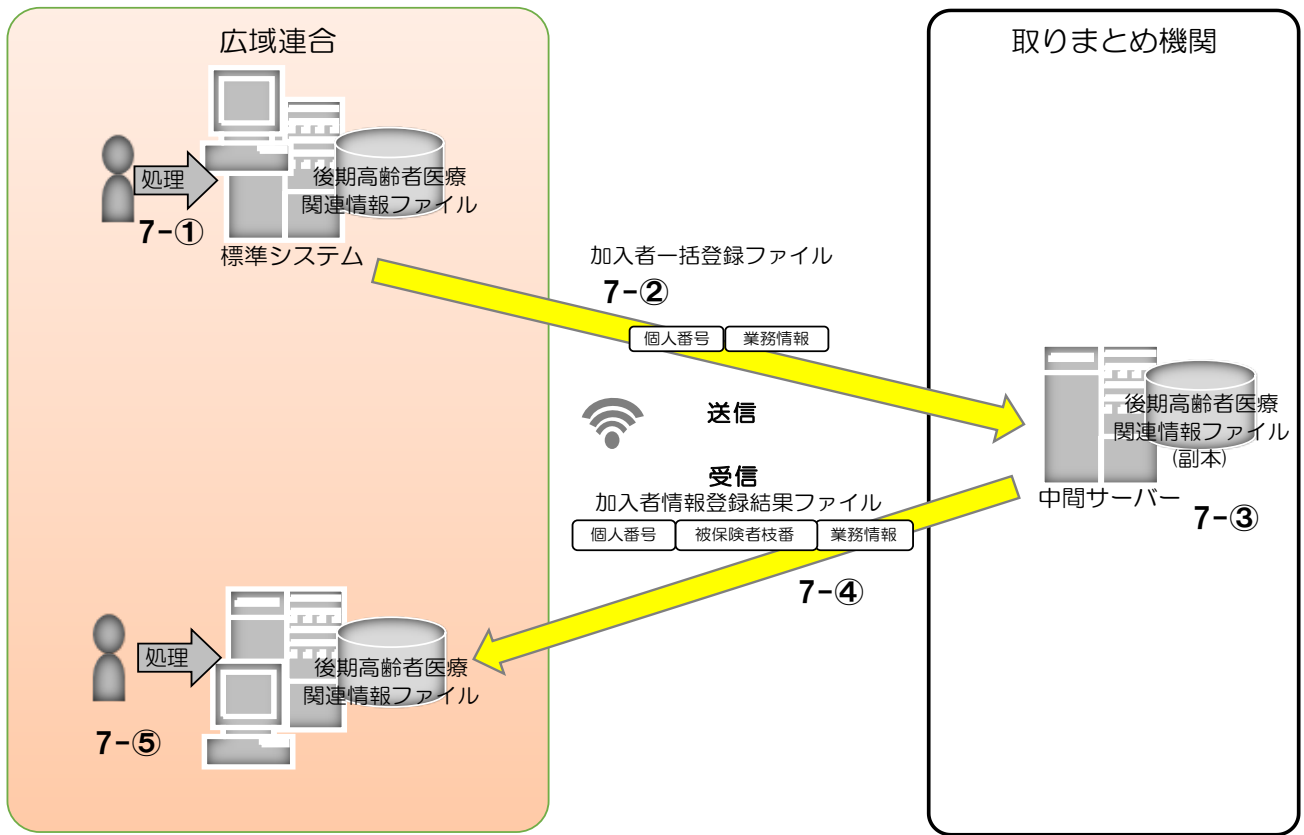 広域連合
取りまとめ機関
処理
後期高齢者医療
関連情報ファイル
7-①
標準システム
加入者一括登録ファイル
7-②
個人番号
業務情報
送信
後期高齢者医療
関連情報ファイル
(副本)
中間サーバー
7-③
受信
加入者情報登録結果ファイル
個人番号
被保険者枝番
業務情報
7-④
処理
後期高齢者医療
関連情報ファイル
7-⑤